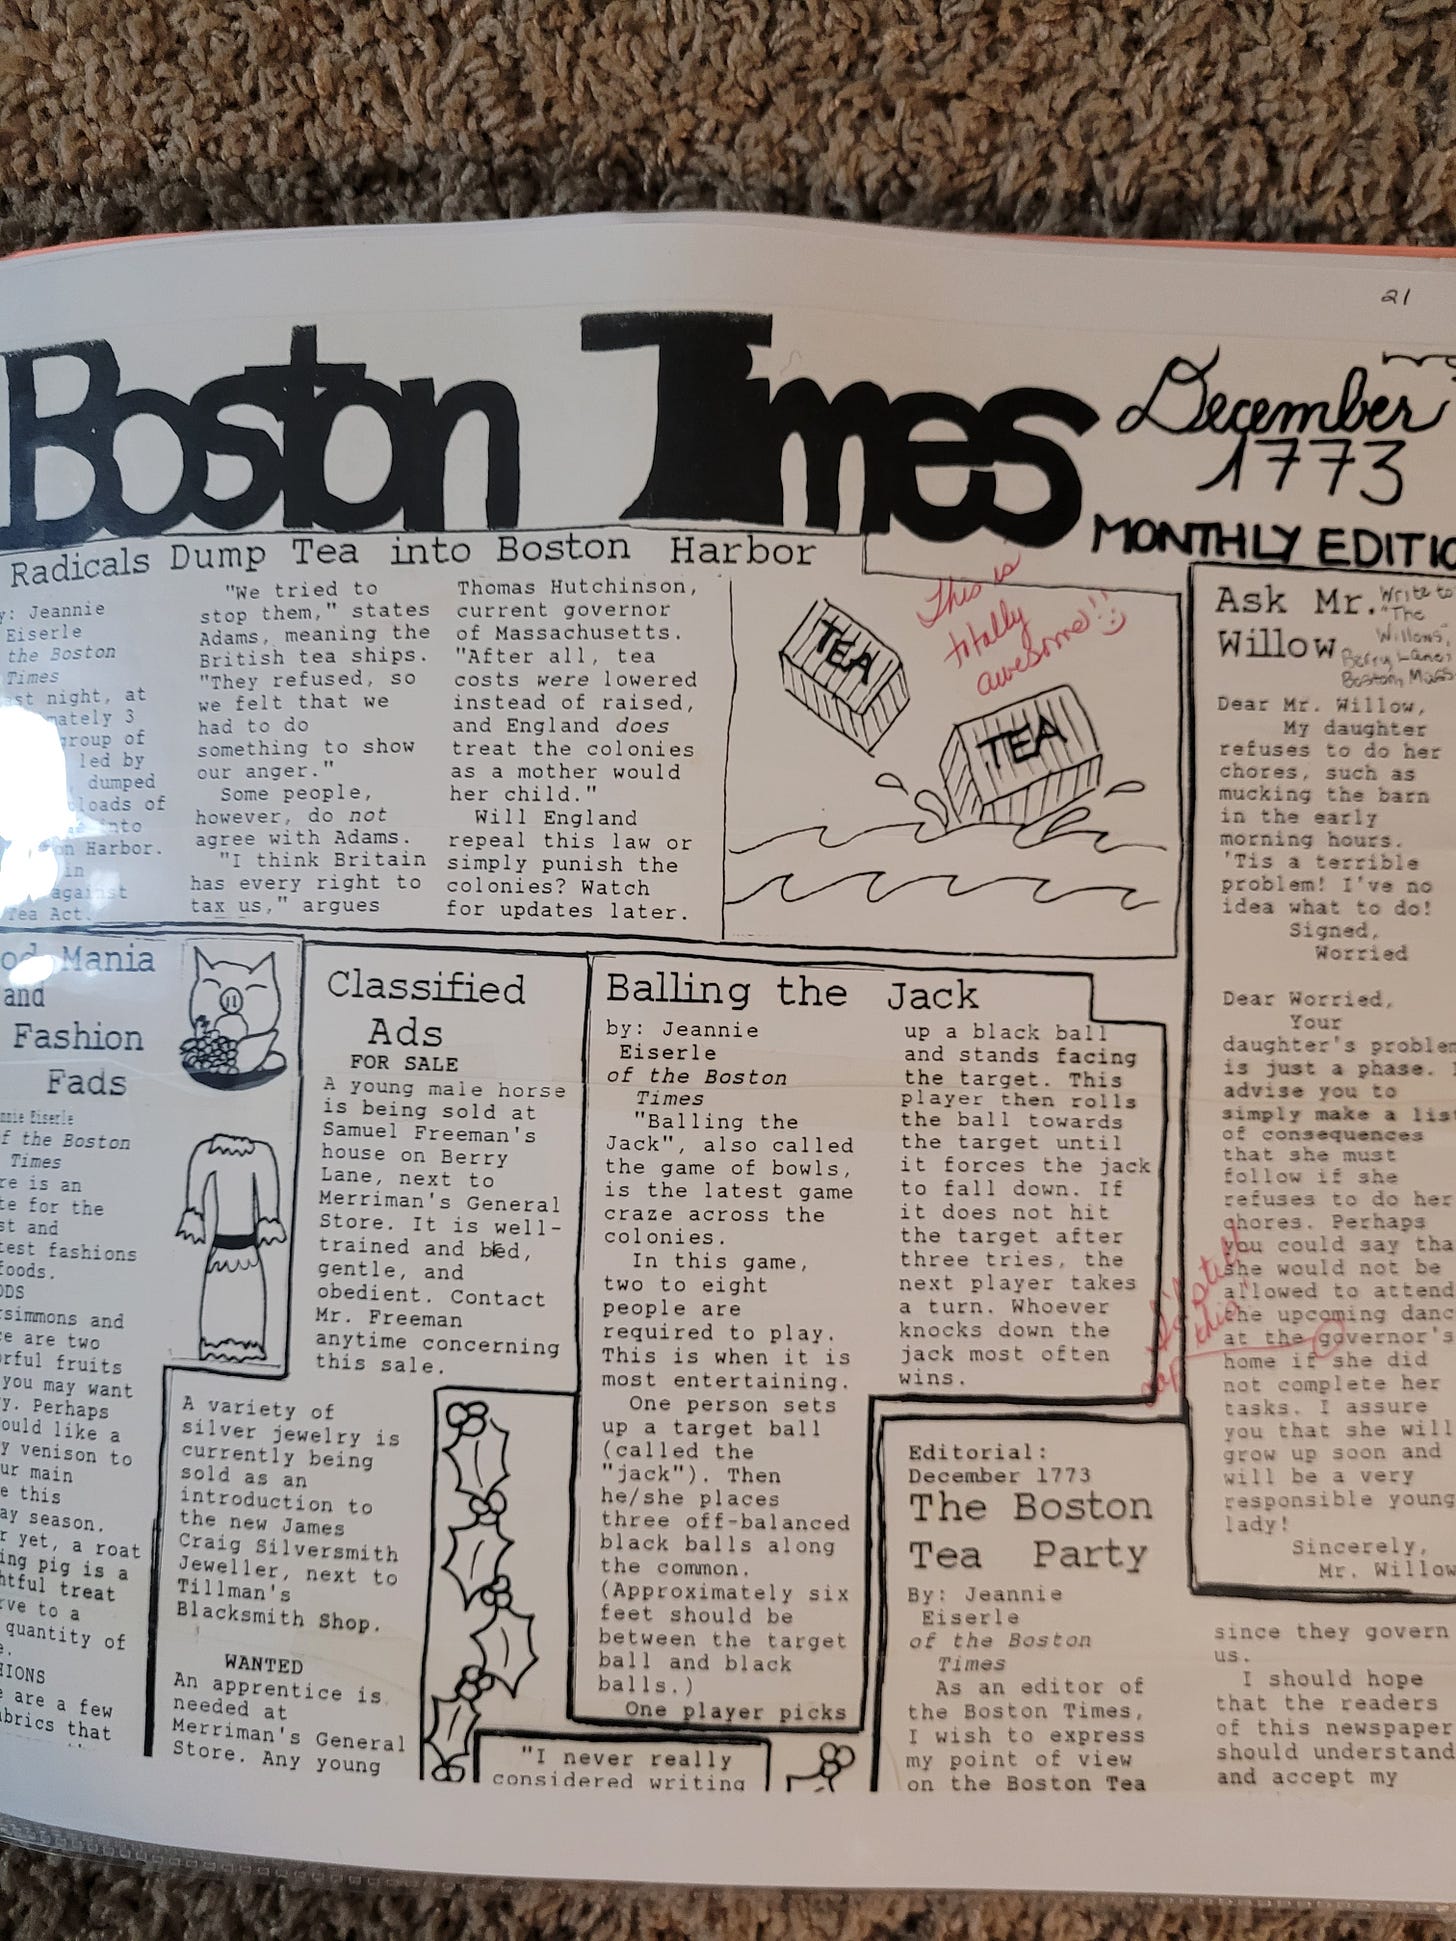 21
Boston Times
December
1773
MONTHLY
Radicals Dump Tea into Boston Harbor
Jeannie
Eiserle
the Boston
Times
night, at
3
group of
led by
dumped
loads of
into
Harbor.
in
against
Tea Act.
"We tried to
stop them," states
Adams, meaning the
British tea ships.
"They refused, so
we felt that we
had to do
something to show
our anger."
Some people,
however, do not
agree with Adams.
"I think Britain
has every right to
tax us," argues
Thomas Hutchinson,
current governor
of Massachusetts.
"After all, tea
costs were lowered
instead of raised,
and England does
treat the colonies
as a mother would
her child."
Will England
repeal this law or
simply punish the
colonies? Watch
for updates later.
TEA
TEA
This is
totally
awesome!!
Ask Mr.
Willow
Write to
"The
Willows,
Berry Lane,
Boston, Mass.
Dear Mr. Willow,
My daughter
refuses to do her
chores, such as
mucking the barn
in the early
morning hours.
'Tis a terrible
problem! I've no
idea what to do!
Signed,
Worried
Dear Worried,
Your
daughter's problem
is just a phase. I
advise you to
simply make a list
of consequences
that she must
follow if she
refuses to do her
chores. Perhaps
you could say
she would not be
allowed to attend
the upcoming
at the governor's
home if she did
not complete her
tasks. I assure
you that she will
grow up soon and
will be a very
responsible young
lady!
Sincerely,
Mr. Willow
Mania
and
Fashion
Fads
Eiserle
the Boston
Times
is an
for the
and
fashions
foods.
and
are two
fruits
you may want
Perhaps
like a
venison to
main
this
season.
yet, a roat
pig is a
treat
to a
quantity of
are a few
that
Classified
Ads
FOR SALE
A young male horse
is being sold at
Samuel Freeman's
house on Berry
Lane, next to
Merriman's General
Store. It is well-
trained and bred,
gentle, and
obedient. Contact
Mr. Freeman
anytime concerning
this sale.
A variety of
silver jewelry is
currently being
sold as an
introduction to
the new James
Craig Silversmith
Jeweller, next to
Tillman's
Blacksmith Shop.
WANTED
An apprentice is
needed at
Merriman's General
Store. Any young
Balling the Jack
by: Jeannie
Eiserle
of the Boston
Times
"Balling the
Jack", also called
the game of bowls,
is the latest game
craze across the
colonies.
In this game,
two to eight
people are
required to play.
This is when it is
most entertaining.
One person sets
up a target ball
(called the
"jack"). Then
he/she places
three off-balanced
black balls along
the common.
(Approximately six
feet should be
between the target
ball and black
balls.)
One player picks
up a black ball
and stands facing
the target. This
player then rolls
the ball towards
the target until
it forces the jack
to fall down. If
it does not hit
the target after
three tries, the
next player takes
a turn. Whoever
knocks down the
jack most often
wins.
"I never really
considered writing
Editorial:
December 1773
The Boston
Tea Party
By: Jeannie
Eiserle
of the Boston
Times
As an editor of
the Boston Times,
I wish to express
my point of view
on the Boston Tea
since they govern
us.
I should hope
that the readers
of this newspaper
should understand
and accept my